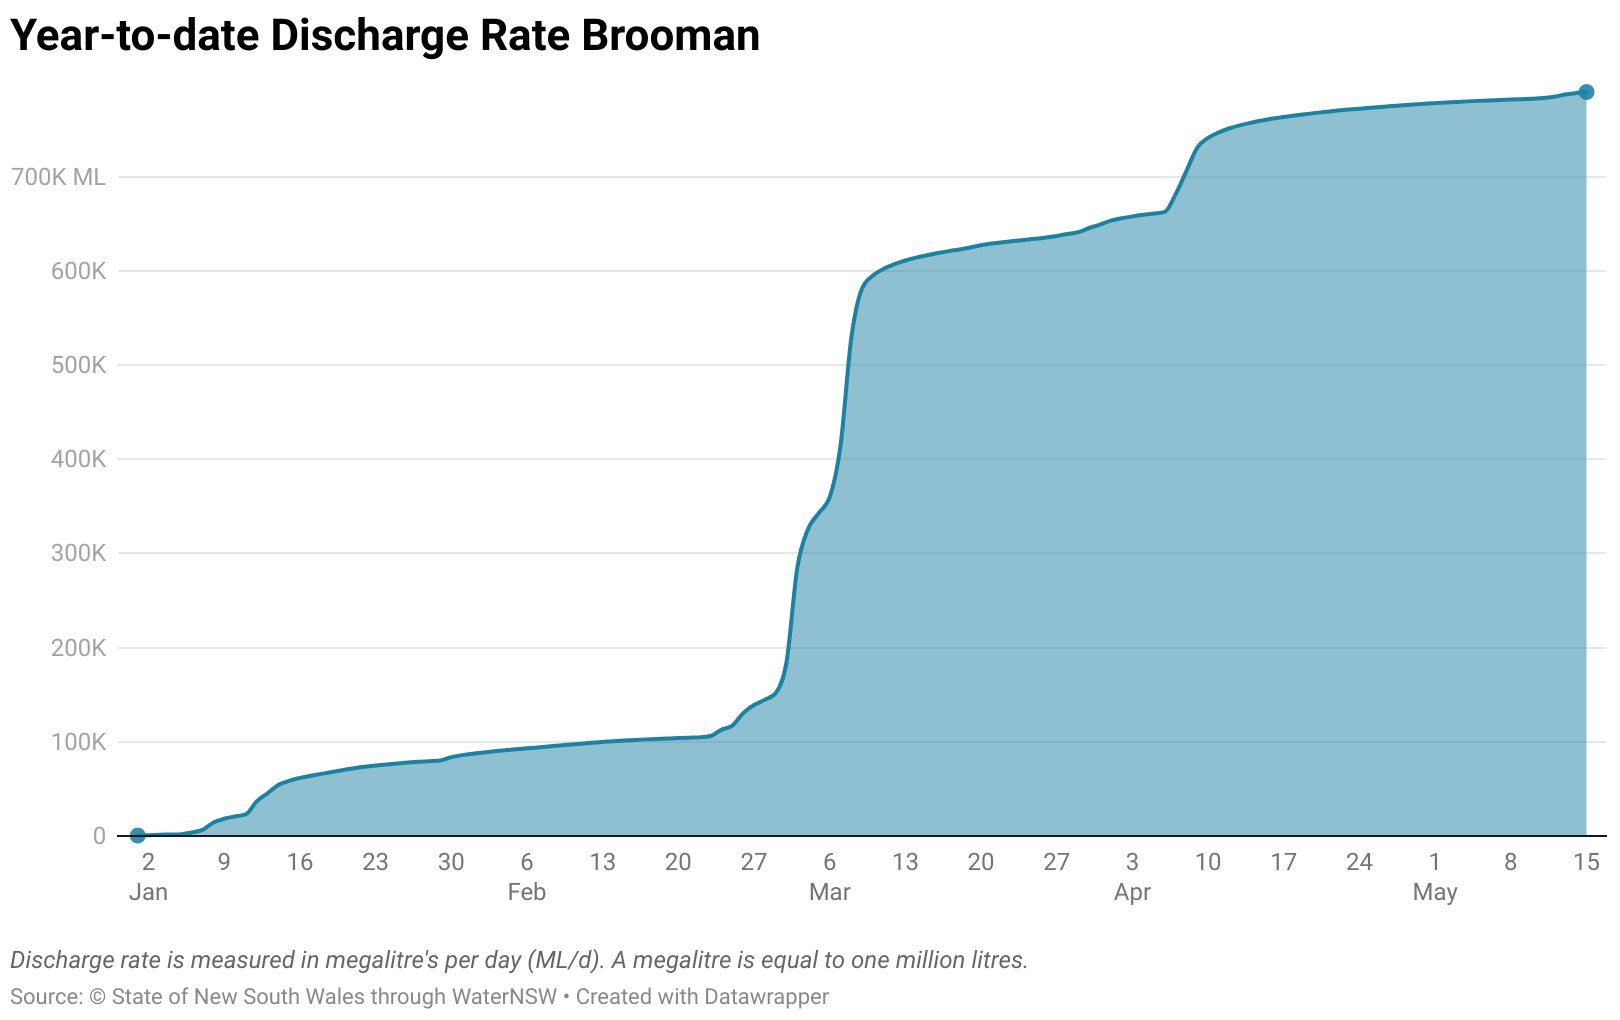 Year-to-date Discharge Rate Brooman
700K ML
600K
500K
400K
300K
200K
100K
0
2 9 16 23 30 6 13 20 27 6 13 20 27 3 10 17 24 1 8 15
Jan Feb Mar Apr May
Discharge rate is measured in megalitre's per day (ML/d). A megalitre is equal to one million litres.
Source: © State of New South Wales through WaterNSW • Created with Datawrapper